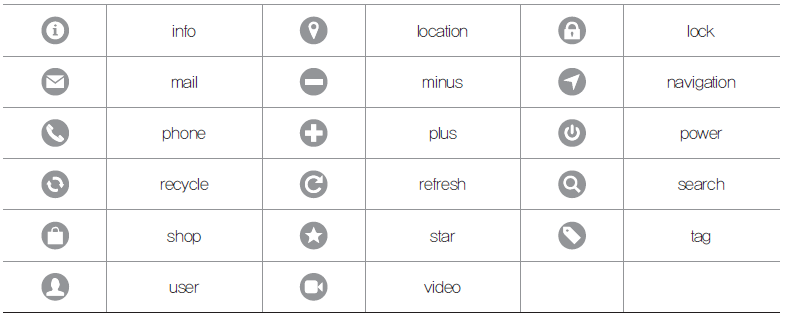 info location lock
mail minus navigation
phone plus power
recycle refresh search
shop star tag
user video